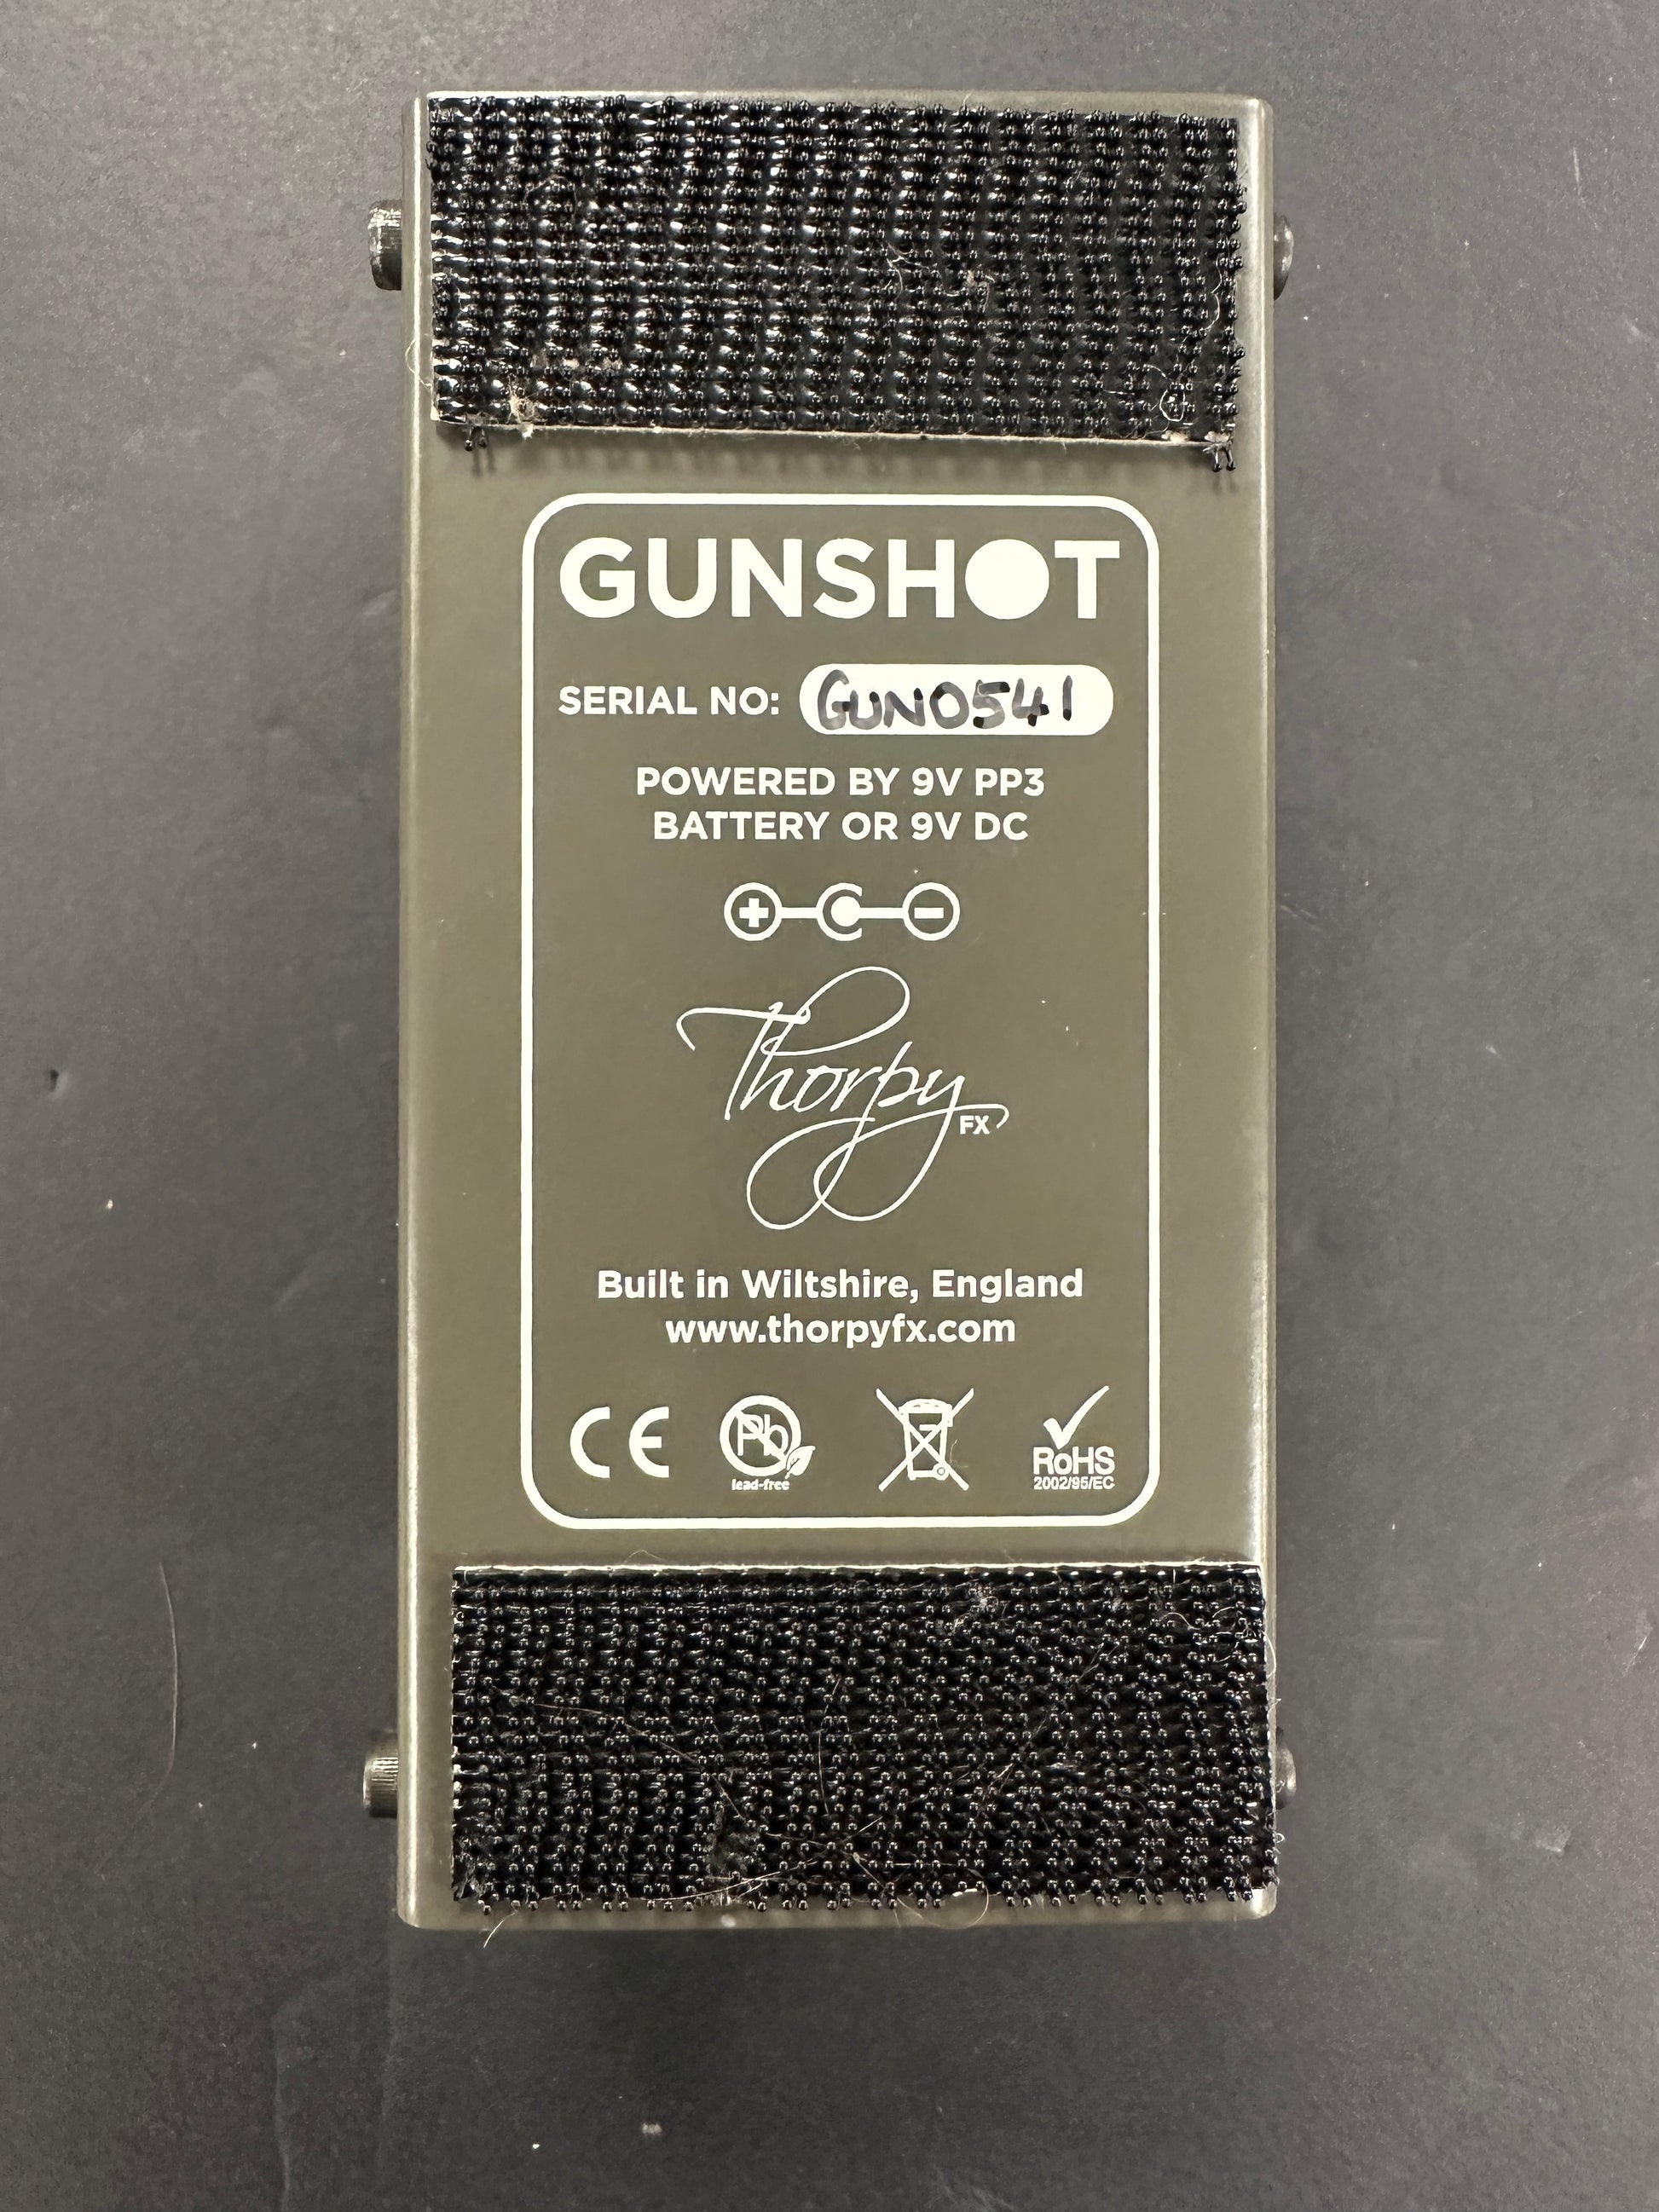 GUNSHOT
SERIAL NO: GUN0541
POWERED BY 9V PP3
BATTERY OR 9V DC
Thorpy FX
Built in Wiltshire, England
www.thorpyfx.com
CE Pb lead-free RoHS 2002/95/EC